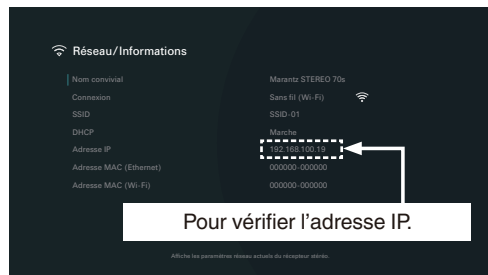 Réseau/Informations
Nom convivial Marantz STEREO 70s
Connexion Sans fil (Wi-Fi)
SSID SSID-01
DHCP Marche
Adresse IP 192.168.100.19
Adresse MAC (Ethernet) 000000-000000
Adresse MAC (Wi-Fi) 000000-000000
Pour vérifier l’adresse IP.
Affiche les paramètres réseau actuels du récepteur stéréo.